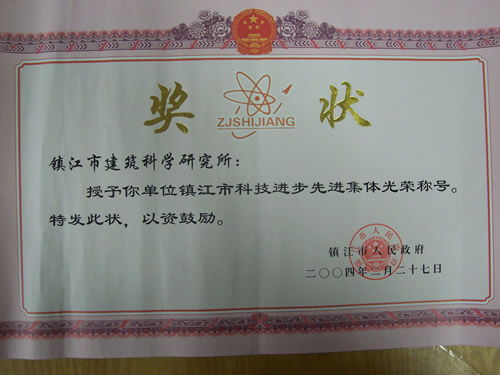 奖 状
ZJSHIJIANG
镇江市建筑科学研究所：
授予你单位镇江市科技进步先进集体光荣称号。
特发此状，以资鼓励。
镇江市人民政府
二〇〇四年三月二十七日